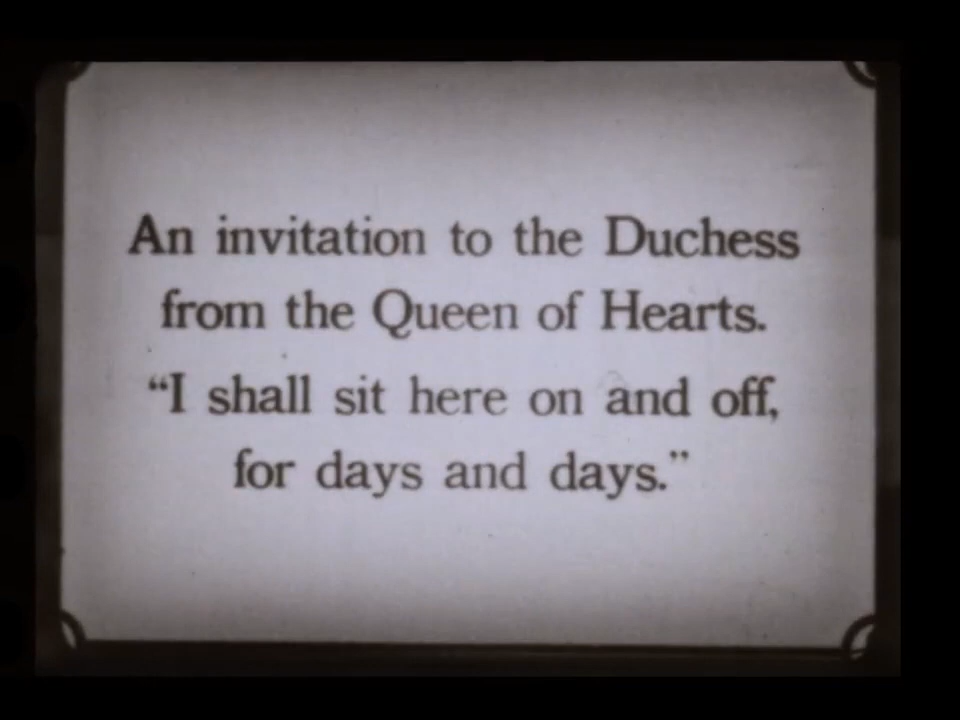 An invitation to the Duchess
from the Queen of Hearts.
“I shall sit here on and off,
for days and days.”